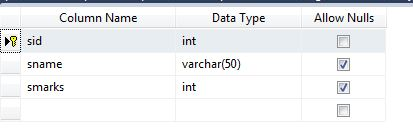 Column Name Data Type Allow Nulls
sid int
sname varchar(50)
smarks int